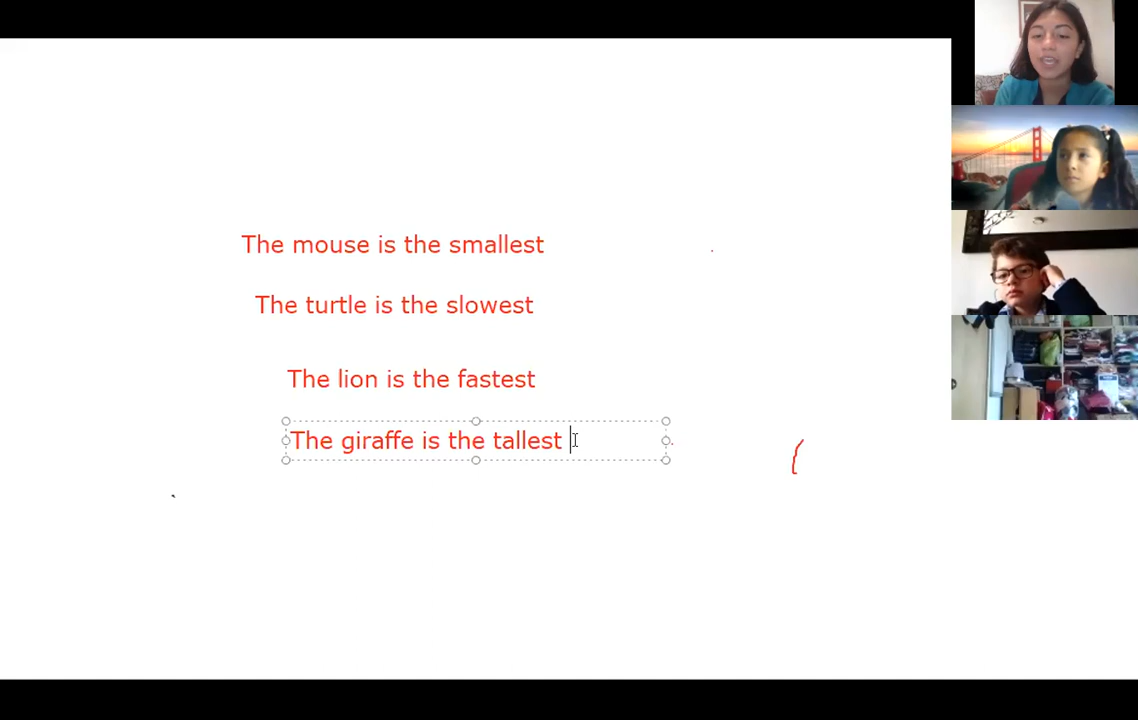 The mouse is the smallest
The turtle is the slowest
The lion is the fastest
The giraffe is the tallest